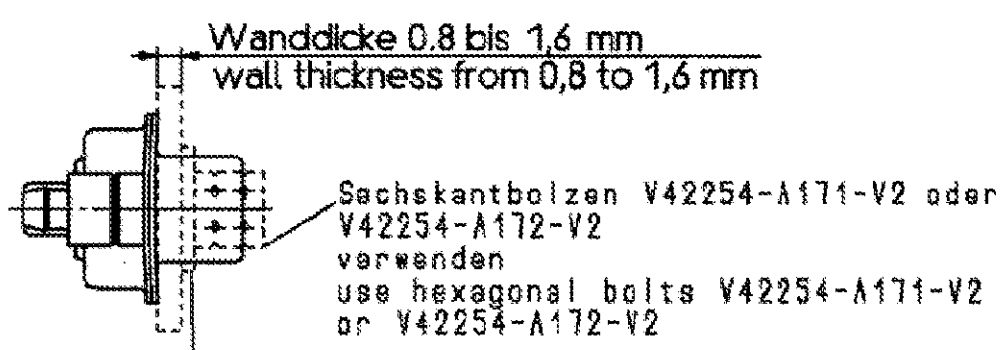 Wanddicke 0.8 bis 1,6 mm
wall thickness from 0,8 to 1,6 mm
Sechskantbolzen V42254-A171-V2 oder
V42254-A172-V2
verwenden
use hexagonal bolts V42254-A171-V2
or V42254-A172-V2